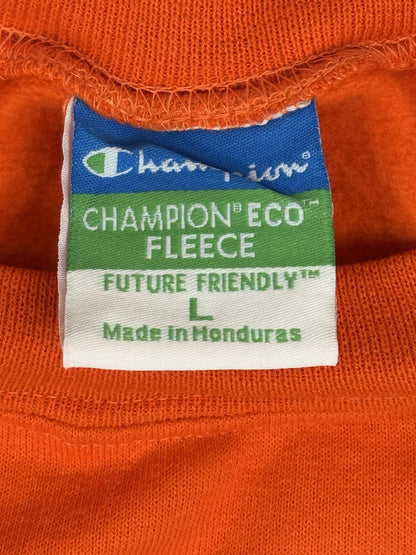 Champion®
CHAMPION® ECO™
FLEECE
FUTURE FRIENDLY™
L
Made in Honduras